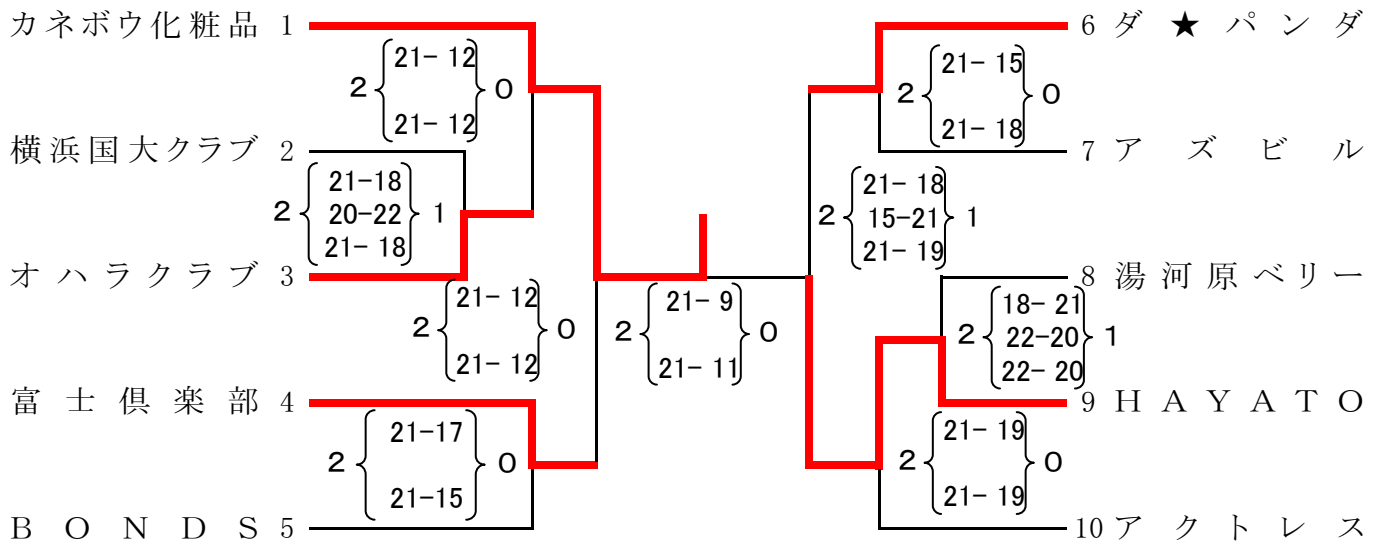 カネボウ化粧品 1
2 21-12 21-12 0
横浜国大クラブ 2
2 21-18 20-22 21-18 1
オハラクラブ 3
2 21-12 21-12 0
富士倶楽部 4
2 21-17 21-15 0
BONDS 5
2 21-9 21-11 0
6 ダ★パンダ
2 21-15 21-18 0
7 アズビル
2 21-18 15-21 21-19 1
8 湯河原ベリー
2 18-21 22-20 22-20 1
9 HAYATO
2 21-19 21-19 0
10 アクトレス